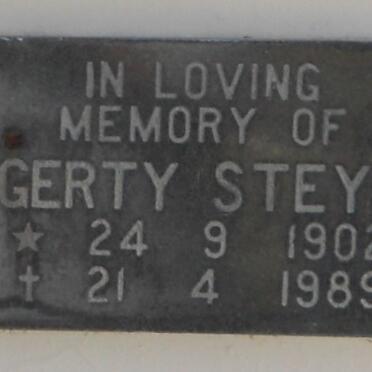 IN LOVING
MEMORY OF
GERTY STEY
★ 24 9 1902
† 21 4 1989